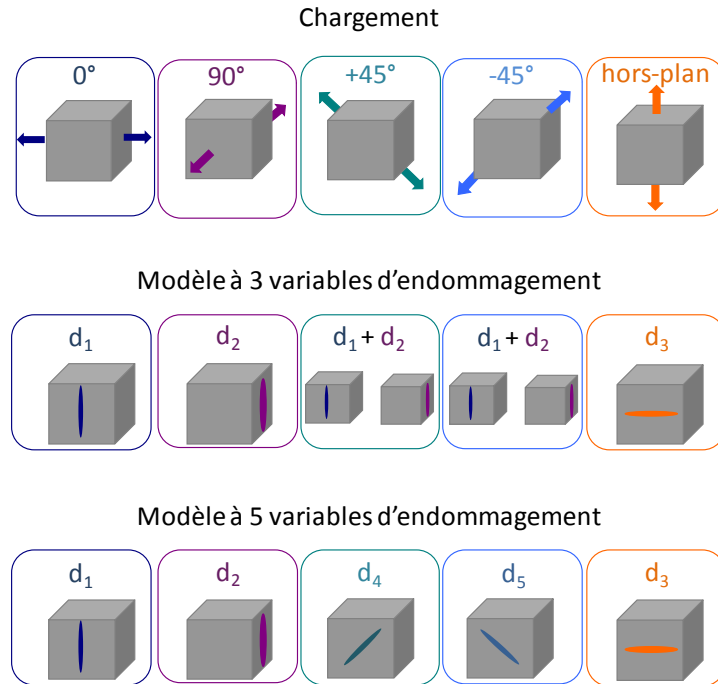 Chargement
0° 90° +45° -45° hors-plan
Modèle à 3 variables d'endommagement
d₁ d₂ d₁ + d₂ d₁ + d₂ d₃
Modèle à 5 variables d'endommagement
d₁ d₂ d₄ d₅ d₃